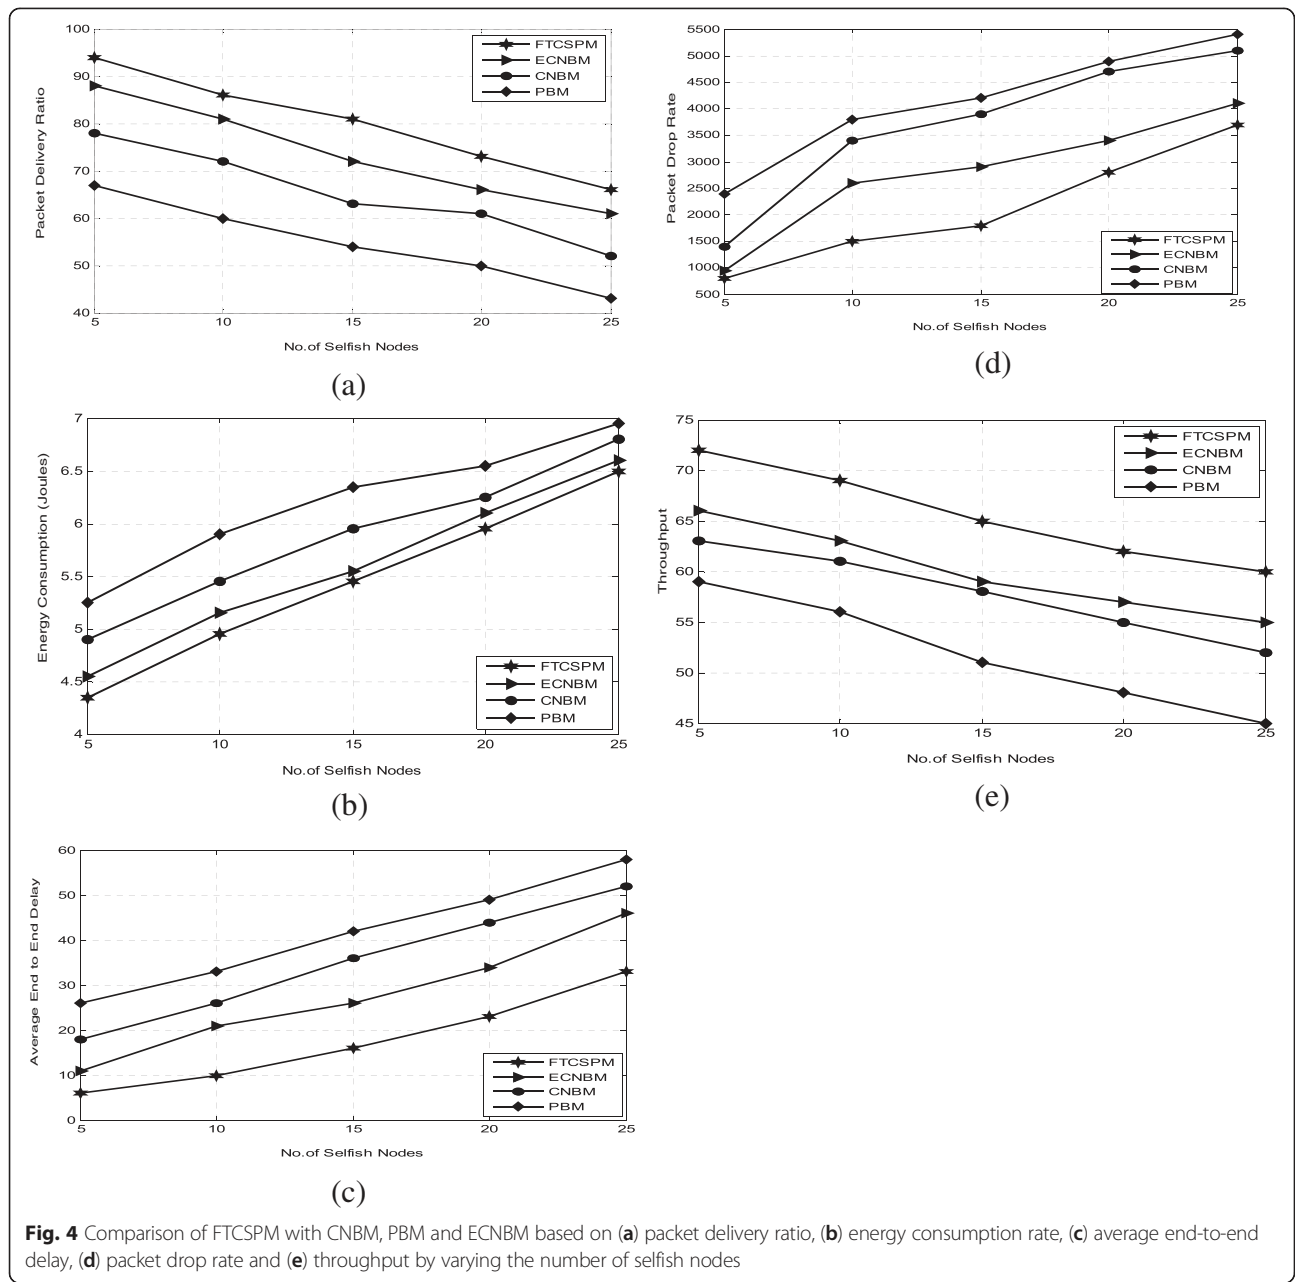 100
90
80
70
60
50
40
Packet Delivery Ratio
FTCSPM
ECNBM
CNBM
PBM
5 10 15 20 25
No.of Selfish Nodes
(a)
5500
5000
4500
4000
3500
3000
2500
2000
1500
1000
500
Packet Drop Rate
FTCSPM
ECNBM
CNBM
PBM
5 10 15 20 25
No.of Selfish Nodes
(d)
7
6.5
6
5.5
5
4.5
4
Energy Consumption (Joules)
FTCSPM
ECNBM
CNBM
PBM
5 10 15 20 25
No.of Selfish Nodes
(b)
75
70
65
60
55
50
45
Throughput
FTCSPM
ECNBM
CNBM
PBM
5 10 15 20 25
No.of Selfish Nodes
(e)
60
50
40
30
20
10
0
Average End to End Delay
FTCSPM
ECNBM
CNBM
PBM
5 10 15 20 25
No.of Selfish Nodes
(c)
Fig. 4 Comparison of FTCSPM with CNBM, PBM and ECNBM based on (a) packet delivery ratio, (b) energy consumption rate, (c) average end-to-end
delay, (d) packet drop rate and (e) throughput by varying the number of selfish nodes